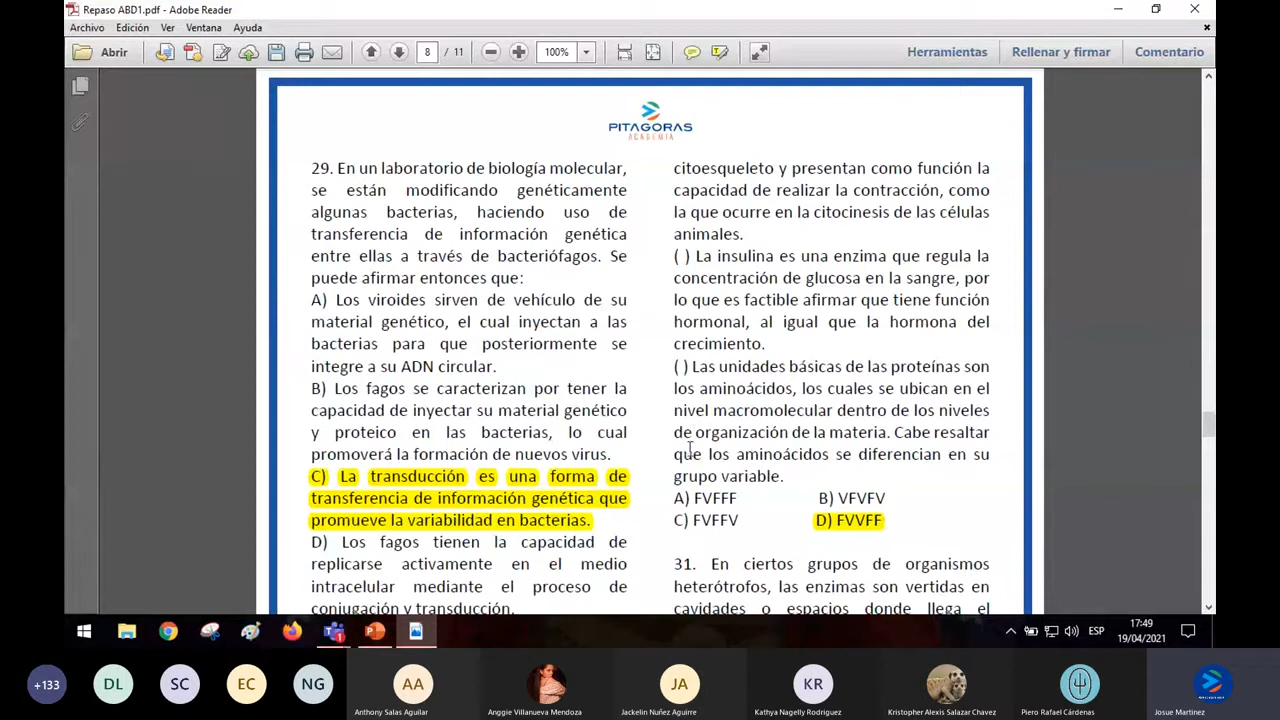 Repaso ABD1.pdf - Adobe Reader
Archivo Edición Ver Ventana Ayuda
Abrir 8 / 11 100% Herramientas Rellenar y firmar Comentario
PITAGORAS
ACADEMIA
29. En un laboratorio de biología molecular,
se están modificando genéticamente
algunas bacterias, haciendo uso de
transferencia de información genética
entre ellas a través de bacteriófagos. Se
puede afirmar entonces que:
A) Los viroides sirven de vehículo de su
material genético, el cual inyectan a las
bacterias para que posteriormente se
integre a su ADN circular.
B) Los fagos se caracterizan por tener la
capacidad de inyectar su material genético
y proteico en las bacterias, lo cual
promoverá la formación de nuevos virus.
C) La transducción es una forma de
transferencia de información genética que
promueve la variabilidad en bacterias.
D) Los fagos tienen la capacidad de
replicarse activamente en el medio
intracelular mediante el proceso de
conjugación y transducción.
citoesqueleto y presentan como función la
capacidad de realizar la contracción, como
la que ocurre en la citocinesis de las células
animales.
( ) La insulina es una enzima que regula la
concentración de glucosa en la sangre, por
lo que es factible afirmar que tiene función
hormonal, al igual que la hormona del
crecimiento.
( ) Las unidades básicas de las proteínas son
los aminoácidos, los cuales se ubican en el
nivel macromolecular dentro de los niveles
de organización de la materia. Cabe resaltar
que los aminoácidos se diferencian en su
grupo variable.
A) FVFFF B) VFVFV
C) FVFFV D) FVVFF
31. En ciertos grupos de organismos
heterótrofos, las enzimas son vertidas en
cavidades o espacios donde llega el
ESP
17:49
19/04/2021
+133 DL SC EC NG AA JA KR
Anthony Salas Aguilar
Anggie Villanueva Mendoza
Jackelin Nuñez Aguirre
Kathya Nagelly Rodriguez
Kristopher Alexis Salazar Chavez
Piero Rafael Cárdenas
Josue Martinez